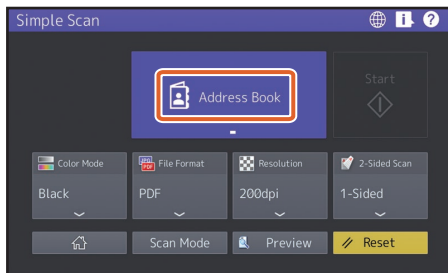 Simple Scan
Address Book
Start
Color Mode
File Format
Resolution
2-Sided Scan
Black
PDF
200dpi
1-Sided
Scan Mode
Preview
Reset